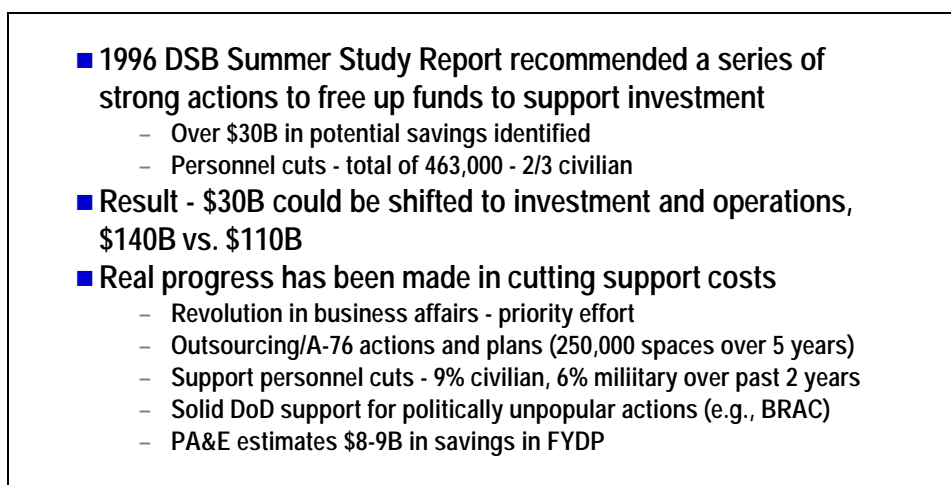 ■ 1996 DSB Summer Study Report recommended a series of
strong actions to free up funds to support investment
– Over $30B in potential savings identified
– Personnel cuts - total of 463,000 - 2/3 civilian
■ Result - $30B could be shifted to investment and operations,
$140B vs. $110B
■ Real progress has been made in cutting support costs
– Revolution in business affairs - priority effort
– Outsourcing/A-76 actions and plans (250,000 spaces over 5 years)
– Support personnel cuts - 9% civilian, 6% miliitary over past 2 years
– Solid DoD support for politically unpopular actions (e.g., BRAC)
– PA&E estimates $8-9B in savings in FYDP